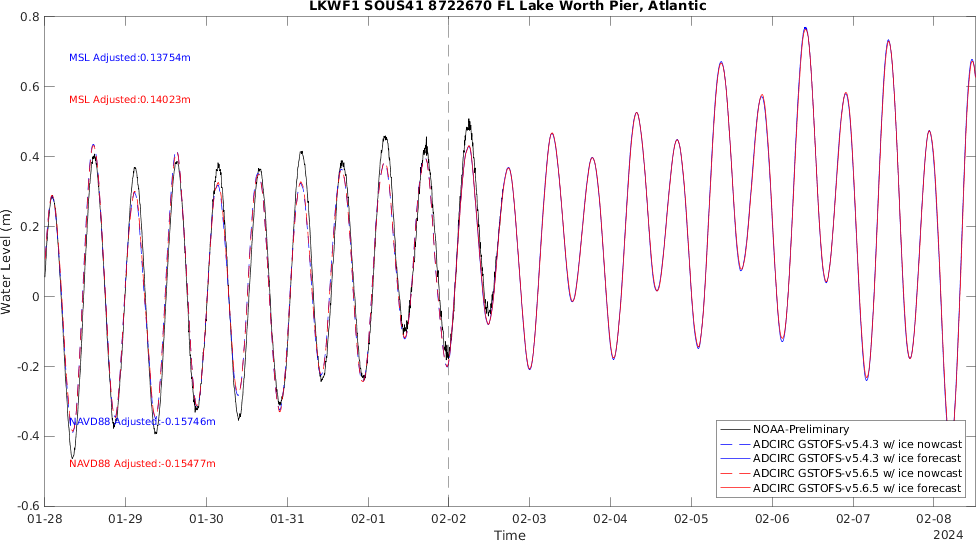 LKWF1 SOUS41 8722670 FL Lake Worth Pier, Atlantic
0.8
0.6
0.4
0.2
0
-0.2
-0.4
-0.6
Water Level (m)
MSL Adjusted:0.13754m
MSL Adjusted:0.14023m
NAVD88 Adjusted:-0.15746m
NAVD88 Adjusted:-0.15477m
NOAA-Preliminary
ADCIRC GSTOFS-v5.4.3 w/ ice nowcast
ADCIRC GSTOFS-v5.4.3 w/ ice forecast
ADCIRC GSTOFS-v5.6.5 w/ ice nowcast
ADCIRC GSTOFS-v5.6.5 w/ ice forecast
01-28 01-29 01-30 01-31 02-01 02-02 02-03 02-04 02-05 02-06 02-07 02-08
Time
2024